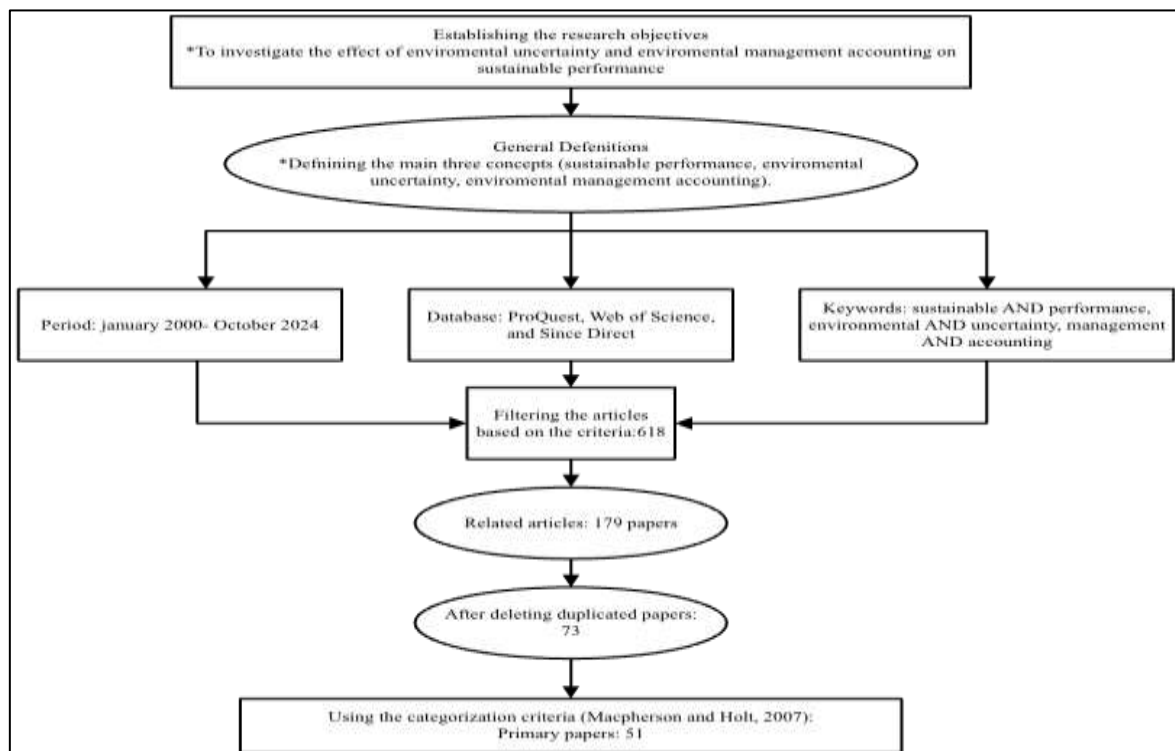 Establishing the research objectives
*To investigate the effect of enviromental uncertainty and enviromental management accounting on
sustainable performance
General Defenitions
*Defnining the main three concepts (sustainable performance, enviromental
uncertainty, enviromental management accounting).
Period: january 2000- October 2024
Database: ProQuest, Web of Science,
and Since Direct
Keywords: sustainable AND performance,
environmental AND uncertainty, management
AND accounting
Filtering the articles
based on the criteria:618
Related articles: 179 papers
After deleting duplicated papers:
73
Using the categorization criteria (Macpherson and Holt, 2007):
Primary papers: 51